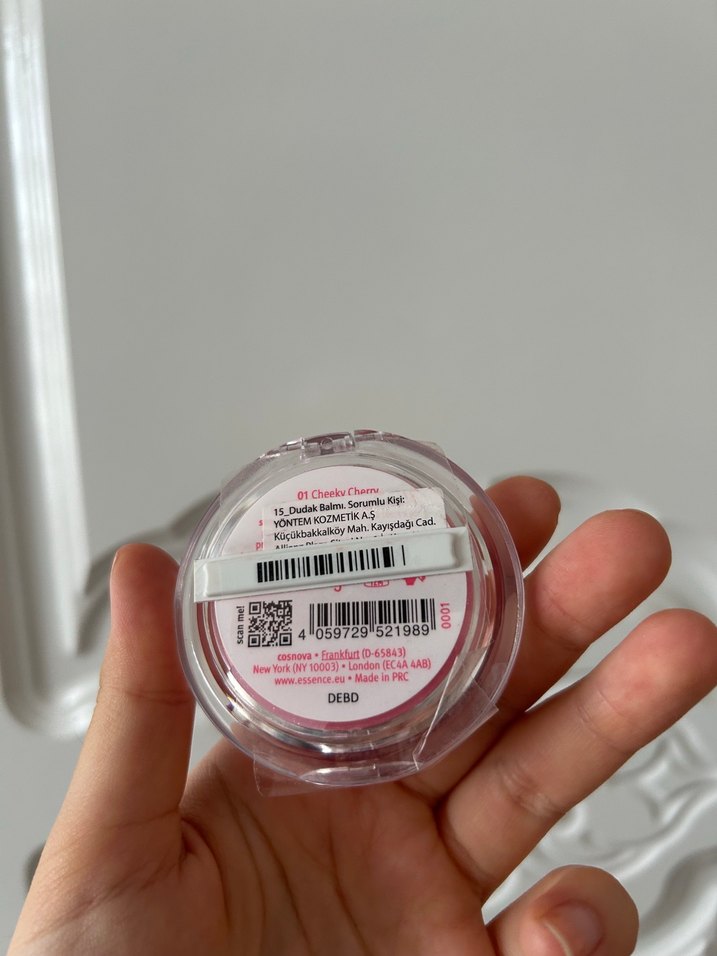 01 Cheeky Cherry
15_Dudak Balmı. Sorumlu Kişi:
YÖNTEM KOZMETİK A.Ş
Küçükbakkalköy Mah. Kayışdağı Cad.
scan me!
4 059729 521989
0001
cosnova • Frankfurt (D-65843)
New York (NY 10003) • London (EC4A 4AB)
www.essence.eu • Made in PRC
DEBD